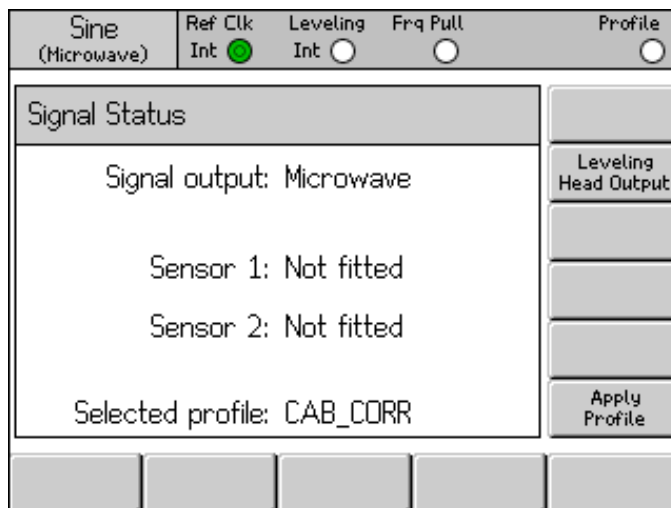 Sine
(Microwave)
Ref Clk
Int
Leveling
Int
Frq Pull
Profile
Signal Status
Signal output: Microwave
Sensor 1: Not fitted
Sensor 2: Not fitted
Selected profile: CAB_CORR
Leveling
Head Output
Apply
Profile